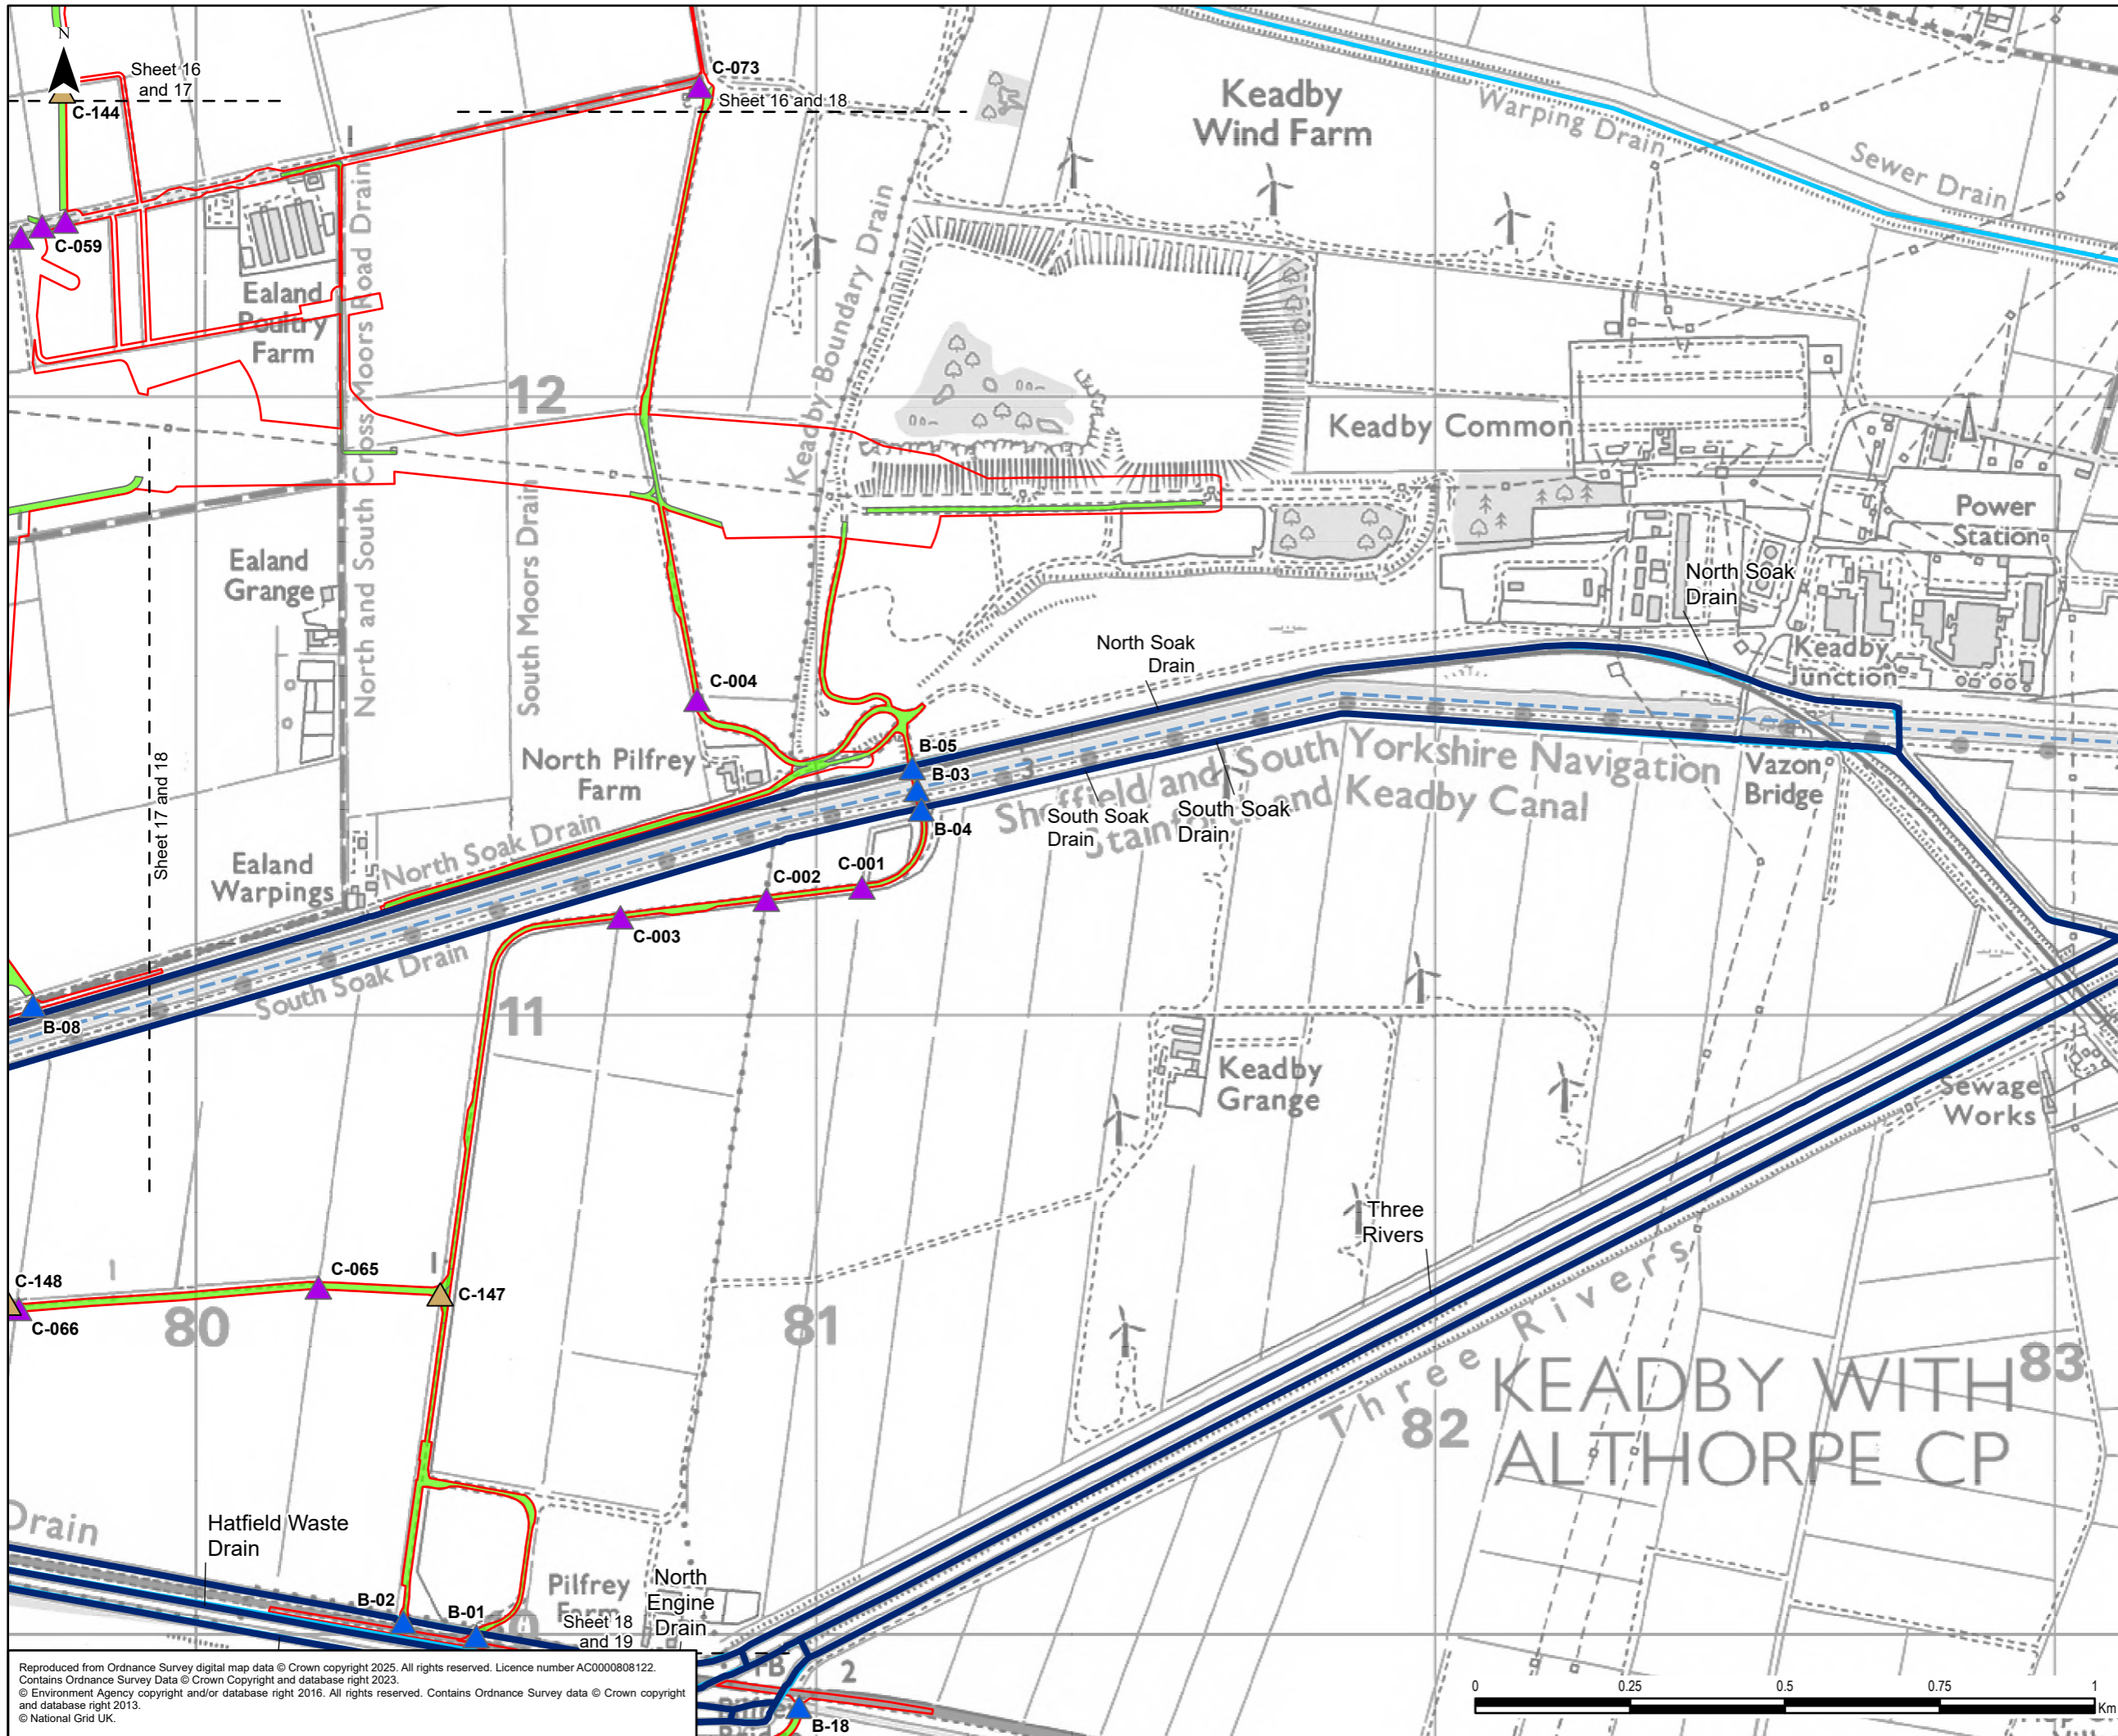 N
Sheet 16
and 17
C-144
C-073
Sheet 16 and 18
Keadby
Wind Farm
Warping Drain
Sewer Drain
C-059
Ealand
Poultry
Farm
North and South Cross Moors Road Drain
Keadby Boundary Drain
12
Keadby Common
Power
Station
South Moors Drain
Ealand
Grange
North Soak
Drain
North Soak
Drain
Keadby
Junction
C-004
North Pilfrey
Farm
B-05
B-03
B-04
3
Sheffield and South Yorkshire Navigation
Stainforth and Keadby Canal
South Soak
Drain
South Soak
Drain
Vazon
Bridge
Sheet 17 and 18
North Soak Drain
Ealand
Warpings
C-001
C-002
C-003
South Soak Drain
B-08
11
Keadby
Grange
Sewage
Works
Three
Rivers
Three Rivers
C-148
C-065
C-147
C-066
80
81
82
83
KEADBY WITH
ALTHORPE CP
Drain
Hatfield Waste
Drain
B-02
B-01
Pilfrey
Farm
North
Engine
Drain
Sheet 18
and 19
FB
2
B-18
Reproduced from Ordnance Survey digital map data © Crown copyright 2025. All rights reserved. Licence number AC0000808122.
Contains Ordnance Survey Data © Crown Copyright and database right 2023.
© Environment Agency copyright and/or database right 2016. All rights reserved. Contains Ordnance Survey data © Crown copyright
and database right 2013.
© National Grid UK.
0
0.25
0.5
0.75
1
Km